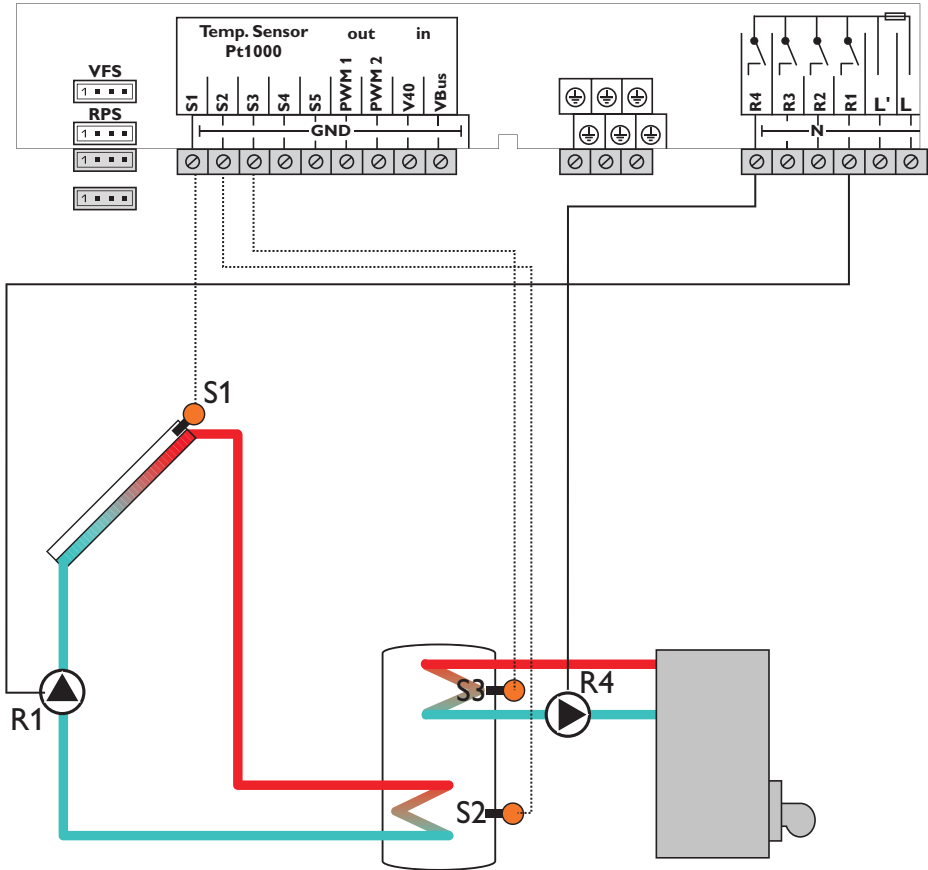 Temp. Sensor out in
Pt1000
VFS
1
RPS
1
1
1
S1 S2 S3 S4 S5 PWM 1 PWM 2 V40 VBus
GND
R4 R3 R2 R1 L' L
N
S1
R1
S3
R4
S2